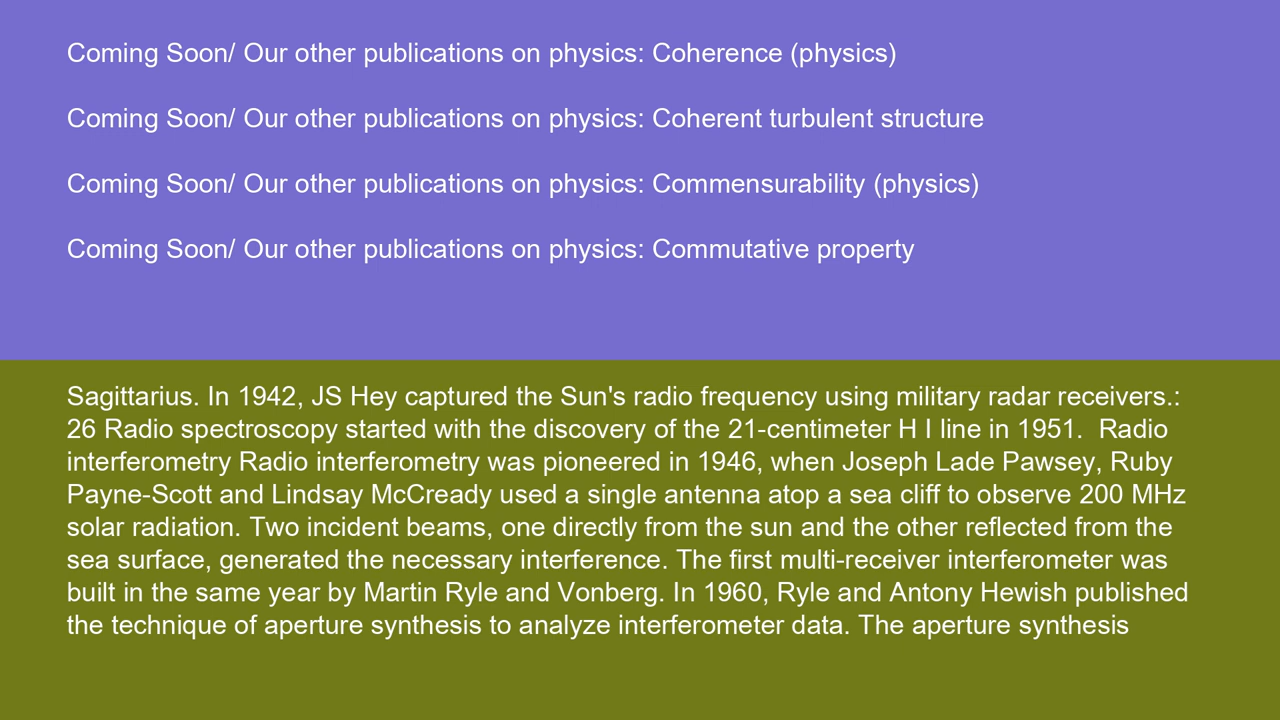 Coming Soon/ Our other publications on physics: Coherence (physics)
Coming Soon/ Our other publications on physics: Coherent turbulent structure
Coming Soon/ Our other publications on physics: Commensurability (physics)
Coming Soon/ Our other publications on physics: Commutative property
Sagittarius. In 1942, JS Hey captured the Sun's radio frequency using military radar receivers.:
26 Radio spectroscopy started with the discovery of the 21-centimeter H I line in 1951.  Radio
interferometry Radio interferometry was pioneered in 1946, when Joseph Lade Pawsey, Ruby
Payne-Scott and Lindsay McCready used a single antenna atop a sea cliff to observe 200 MHz
solar radiation. Two incident beams, one directly from the sun and the other reflected from the
sea surface, generated the necessary interference. The first multi-receiver interferometer was
built in the same year by Martin Ryle and Vonberg. In 1960, Ryle and Antony Hewish published
the technique of aperture synthesis to analyze interferometer data. The aperture synthesis